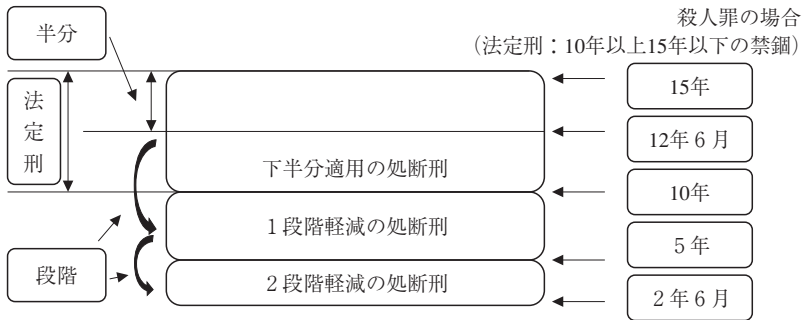 殺人罪の場合
（法定刑：10年以上15年以下の禁錮）
半分
法定刑
15年
12年６月
下半分適用の処断刑
10年
１段階軽減の処断刑
５年
段階
２段階軽減の処断刑
２年６月